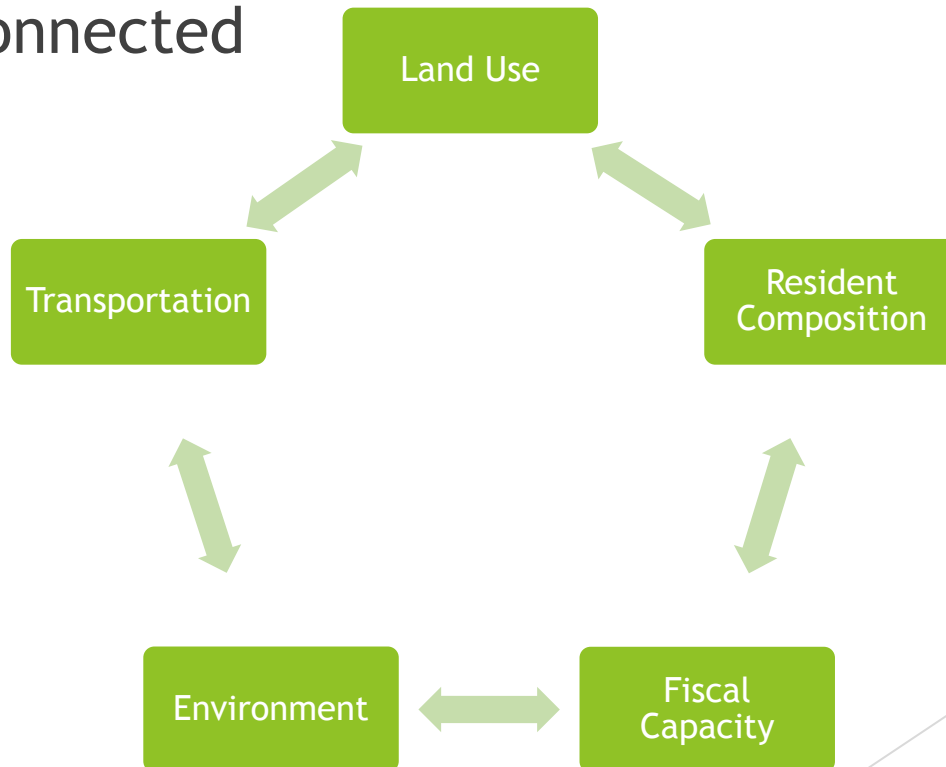 onnected
Land Use
Transportation
Resident
Composition
Environment
Fiscal
Capacity